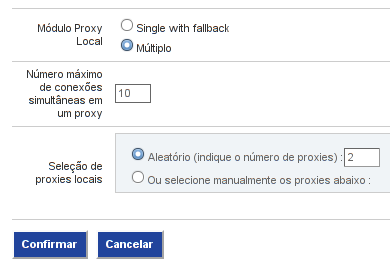 Módulo Proxy
Local
Single with fallback
Múltiplo
Número máximo
de conexões
simultâneas em
um proxy
10
Seleção de
proxies locais
Aleatório (indique o número de proxies) : 2
Ou selecione manualmente os proxies abaixo :
Confirmar Cancelar